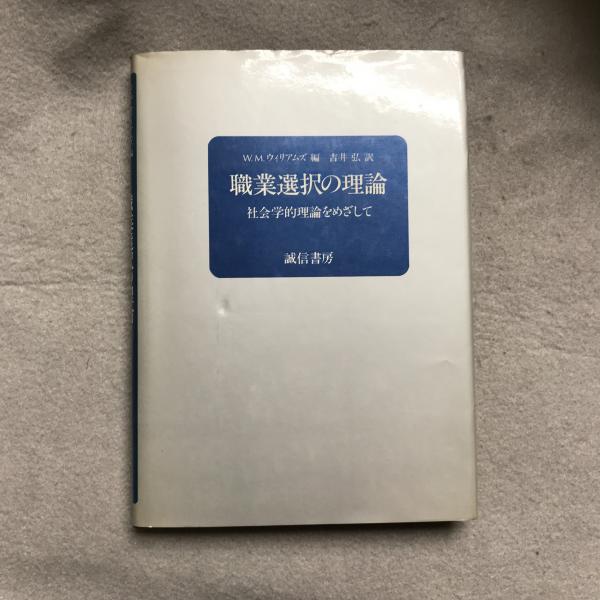 W.M.ウィリアムズ 編 吉井 弘 訳
職業選択の理論
社会学的理論をめざして
誠信書房